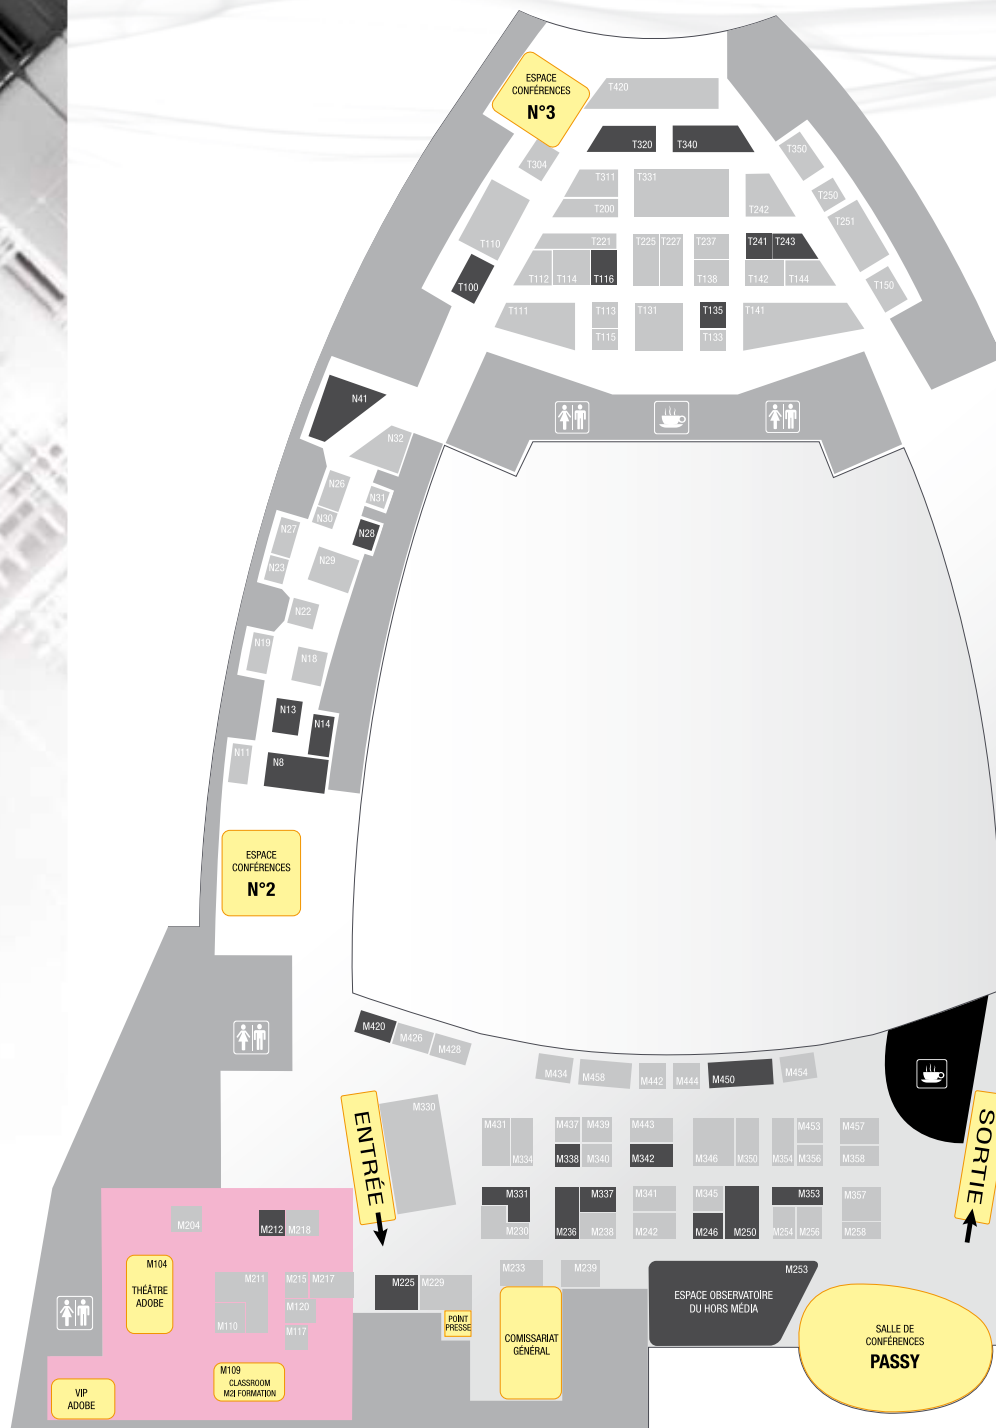 ESPACE
CONFÉRENCES
N°3
T420
T320
T340
T304
T350
T311
T331
T200
T242
T250
T251
T110
T221
T225
T227
T237
T241
T243
T100
T112
T114
T116
T138
T142
T144
T150
T111
T113
T131
T135
T141
T115
T133
N41
N32
N26
N31
N30
N27
N28
N23
N29
N22
N19
N18
N13
N14
N11
N8
ESPACE
CONFÉRENCES
N°2
M420
M426
M428
M434
M458
M442
M444
M450
M454
ENTRÉE
M330
M431
M334
M437
M439
M338
M340
M443
M342
M346
M350
M453
M354
M356
M457
M358
SORTIE
M331
M230
M337
M236
M238
M341
M242
M345
M246
M250
M353
M254
M256
M357
M258
M204
M212
M218
M104
THÉÂTRE
ADOBE
M211
M110
M215
M217
M120
M117
M225
M229
M233
M239
M253
ESPACE OBSERVATOIRE
DU HORS MÉDIA
POINT
PRESSE
COMISSARIAT
GÉNÉRAL
SALLE DE
CONFÉRENCES
PASSY
M109
CLASSROOM
M2I FORMATION
VIP
ADOBE